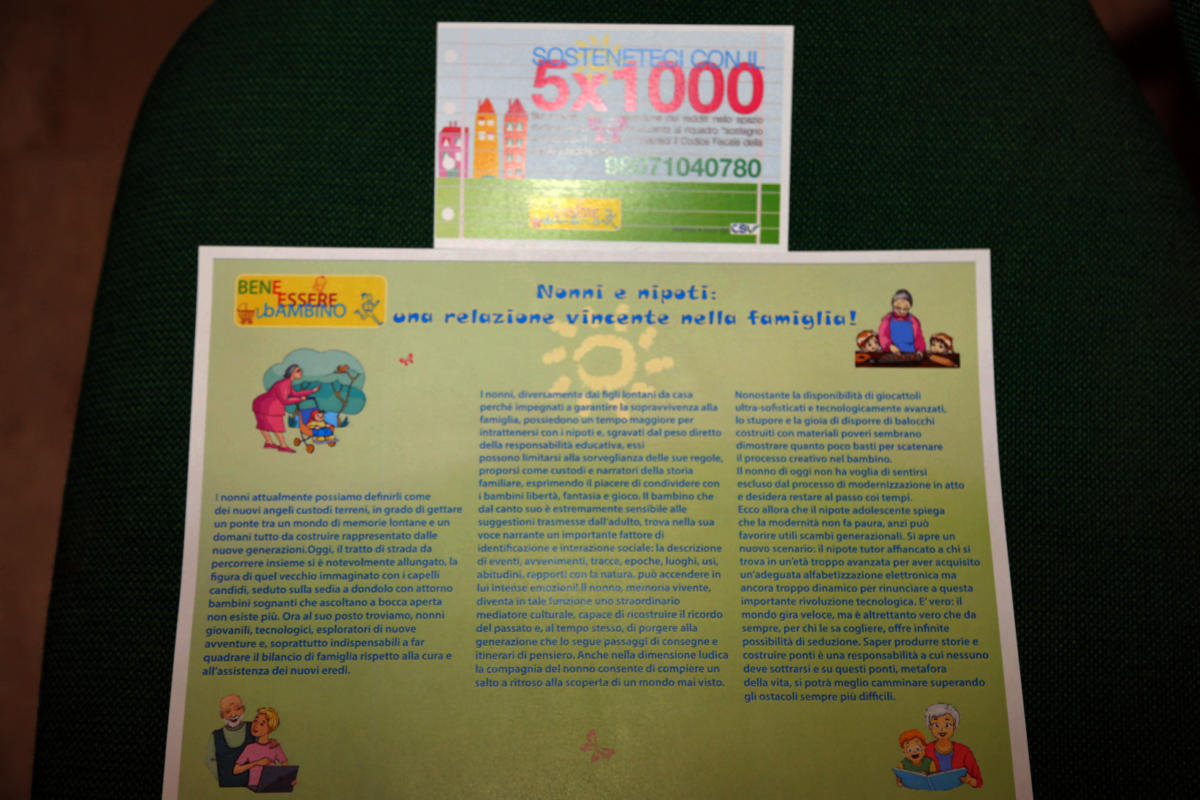 SOSTENETECI CON IL
5x1000
dei redditi nello spazio
al riquadro "sostegno
il Codice Fiscale della
71040780
CSV
BENE
ESSERE
bAMBINO
Nonni e nipoti:
una relazione vincente nella famiglia!
I nonni attualmente possiamo definirli come
dei nuovi angeli custodi terreni, in grado di gettare
un ponte tra un mondo di memorie lontane e un
domani tutto da costruire rappresentato dalle
nuove generazioni.Oggi, il tratto di strada da
percorrere insieme si è notevolmente allungato, la
figura di quel vecchio immaginato con i capelli
candidi, seduto sulla sedia a dondolo con attorno
bambini sognanti che ascoltano a bocca aperta
non esiste più. Ora al suo posto troviamo, nonni
giovanili, tecnologici, esploratori di nuove
avventure e, soprattutto indispensabili a far
quadrare il bilancio di famiglia rispetto alla cura e
all'assistenza dei nuovi eredi.
I nonni, diversamente dai figli lontani da casa
perché impegnati a garantire la sopravvivenza alla
famiglia, possiedono un tempo maggiore per
intrattenersi con i nipoti e, sgravati dal peso diretto
della responsabilità educativa, essi
possono limitarsi alla sorveglianza delle sue regole,
proporsi come custodi e narratori della storia
familiare, esprimendo il piacere di condividere con
i bambini libertà, fantasia e gioco. Il bambino che
dal canto suo è estremamente sensibile alle
suggestioni trasmesse dall'adulto, trova nella sua
voce narrante un importante fattore di
identificazione e interazione sociale: la descrizione
di eventi, avvenimenti, tracce, epoche, luoghi, usi,
abitudini, rapporti con la natura. può accendere in
lui intense emozioni! Il nonno, memoria vivente,
diventa in tale funzione uno straordinario
mediatore culturale, capace di ricostruire il ricordo
del passato e, al tempo stesso, di porgere alla
generazione che lo segue passaggi di consegne e
itinerari di pensiero. Anche nella dimensione ludica
la compagnia del nonno consente di compiere un
salto a ritroso alla scoperta di un mondo mai visto.
Nonostante la disponibilità di giocattoli
ultra-sofisticati e tecnologicamente avanzati,
lo stupore e la gioia di disporre di balocchi
costruiti con materiali poveri sembrano
dimostrare quanto poco basti per scatenare
il processo creativo nel bambino.
Il nonno di oggi non ha voglia di sentirsi
escluso dal processo di modernizzazione in atto
e desidera restare al passo coi tempi.
Ecco allora che il nipote adolescente spiega
che la modernità non fa paura, anzi può
favorire utili scambi generazionali. Si apre un
nuovo scenario: il nipote tutor affiancato a chi si
trova in un'età troppo avanzata per aver acquisito
un'adeguata alfabetizzazione elettronica ma
ancora troppo dinamico per rinunciare a questa
importante rivoluzione tecnologica. E' vero: il
mondo gira veloce, ma è altrettanto vero che da
sempre, per chi le sa cogliere, offre infinite
possibilità di seduzione. Saper produrre storie e
costruire ponti è una responsabilità a cui nessuno
deve sottrarsi e su questi ponti, metafora
della vita, si potrà meglio camminare superando
gli ostacoli sempre più difficili.